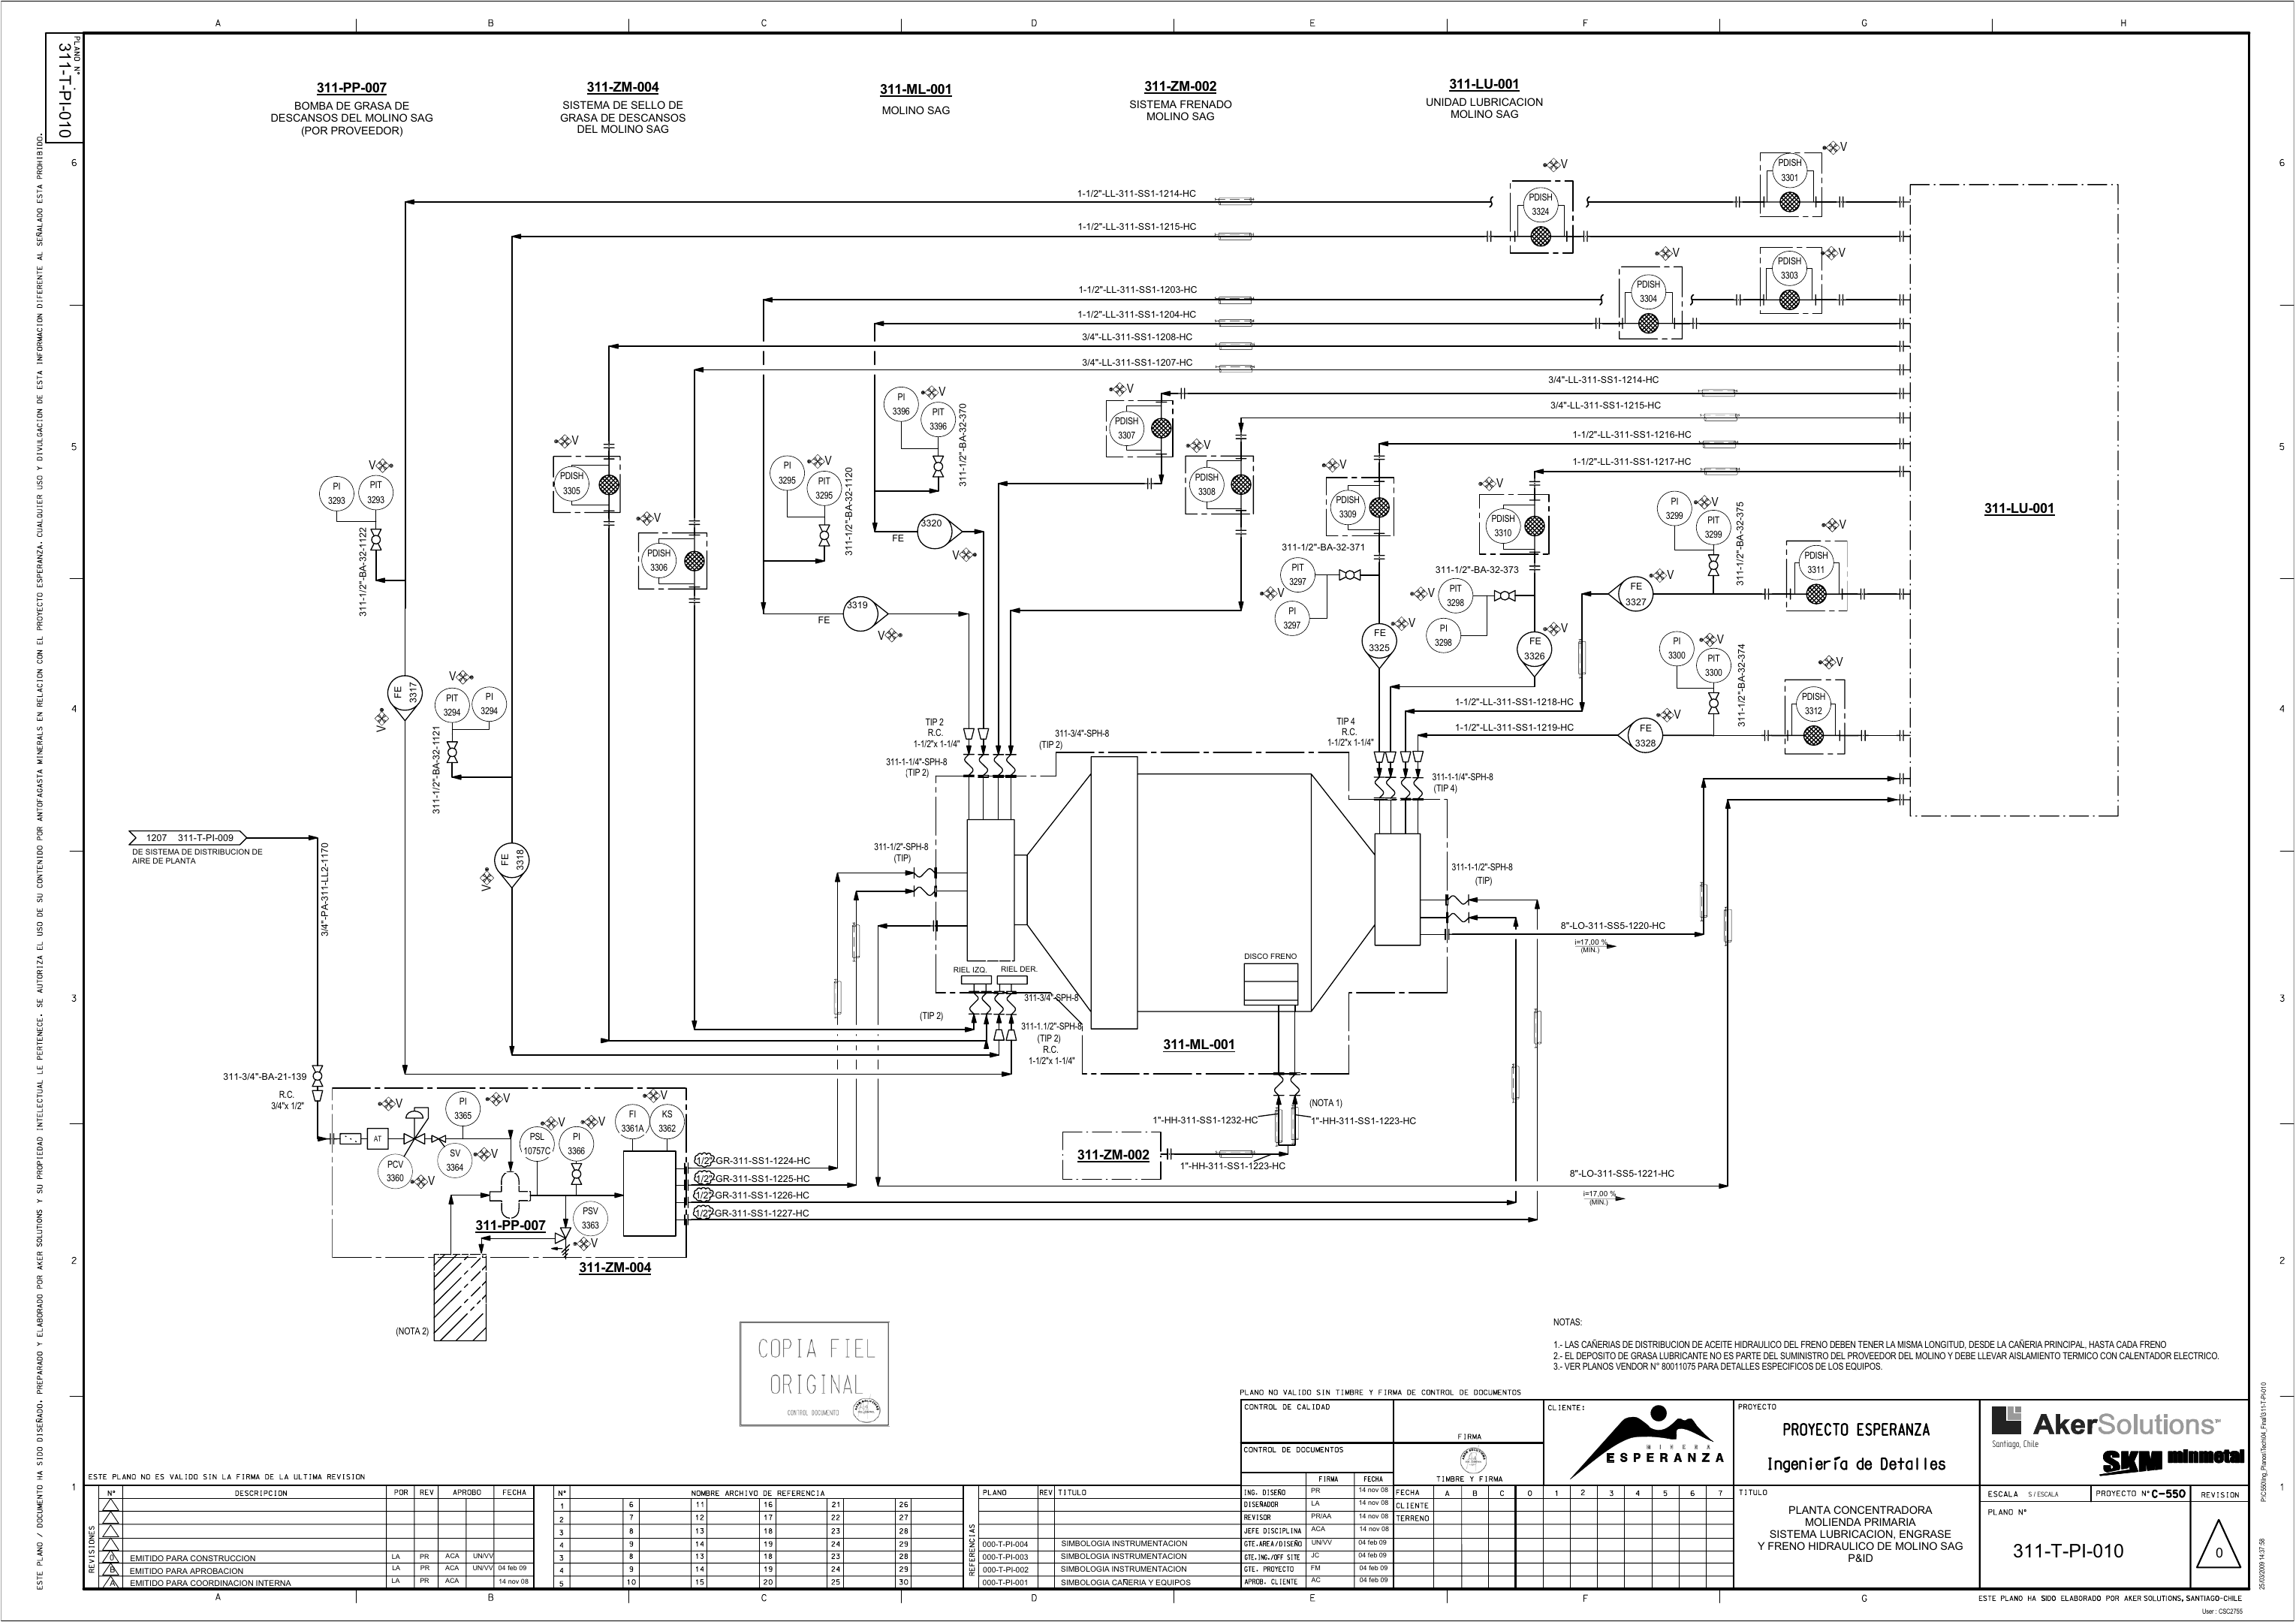 A
B
C
D
E
F
G
H
PLANO N°
311-T-PI-010
311-PP-007
BOMBA DE GRASA DE
DESCANSOS DEL MOLINO SAG
(POR PROVEEDOR)
311-ZM-004
SISTEMA DE SELLO DE
GRASA DE DESCANSOS
DEL MOLINO SAG
311-ML-001
MOLINO SAG
311-ZM-002
SISTEMA FRENADO
MOLINO SAG
311-LU-001
UNIDAD LUBRICACION
MOLINO SAG
6
6
1-1/2"-LL-311-SS1-1214-HC
1-1/2"-LL-311-SS1-1215-HC
1-1/2"-LL-311-SS1-1203-HC
1-1/2"-LL-311-SS1-1204-HC
3/4"-LL-311-SS1-1208-HC
3/4"-LL-311-SS1-1207-HC
3/4"-LL-311-SS1-1214-HC
3/4"-LL-311-SS1-1215-HC
1-1/2"-LL-311-SS1-1216-HC
1-1/2"-LL-311-SS1-1217-HC
V
PDISH
3324
V
PDISH
3301
V
PDISH
3304
V
PDISH
3303
V
PDISH
3307
V
PDISH
3308
V
PDISH
3309
V
PDISH
3310
V
PDISH
3305
V
PDISH
3306
V
5
5
PI
3293
PIT
3293
V
311-1/2"-BA-32-1122
PI
3295
PIT
3295
V
311-1/2"-BA-32-1120
PI
3396
PIT
3396
V
311-1/2"-BA-32-370
3320
FE
V
3319
FE
V
311-1/2"-BA-32-371
PIT
3297
PI
3297
V
311-1/2"-BA-32-373
PIT
3298
PI
3298
V
FE
3325
V
FE
3326
V
PI
3299
PIT
3299
V
311-1/2"-BA-32-375
PDISH
3311
V
FE
3327
V
PI
3300
PIT
3300
V
311-1/2"-BA-32-374
PDISH
3312
V
FE
3328
V
311-LU-001
4
4
FE
3317
V
PIT
3294
PI
3294
V
311-1/2"-BA-32-1121
FE
3318
V
1-1/2"-LL-311-SS1-1218-HC
1-1/2"-LL-311-SS1-1219-HC
TIP 2
R.C.
1-1/2"x 1-1/4"
311-1-1/4"-SPH-8
(TIP 2)
311-3/4"-SPH-8
(TIP 2)
TIP 4
R.C.
1-1/2"x 1-1/4"
311-1-1/4"-SPH-8
(TIP 4)
1207 311-T-PI-009
DE SISTEMA DE DISTRIBUCION DE
AIRE DE PLANTA
3/4"-PA-311-LL2-1170
311-1/2"-SPH-8
(TIP)
311-1-1/2"-SPH-8
(TIP)
8"-LO-311-SS5-1220-HC
i=17,00 %
(MIN.)
3
3
RIEL IZQ.
RIEL DER.
DISCO FRENO
311-3/4"-SPH-8
(TIP 2)
311-1.1/2"-SPH-8
(TIP 2)
R.C.
1-1/2"x 1-1/4"
311-ML-001
(NOTA 1)
1"-HH-311-SS1-1232-HC
1"-HH-311-SS1-1223-HC
311-ZM-002
1"-HH-311-SS1-1223-HC
8"-LO-311-SS5-1221-HC
i=17,00 %
(MIN.)
311-3/4"-BA-21-139
R.C.
3/4"x 1/2"
AT
V
PCV
3360
V
PI
3365
V
SV
3364
V
PSL
10757C
V
PI
3366
V
FI
3361A
KS
3362
V
PSV
3363
V
1/2"-GR-311-SS1-1224-HC
1/2"-GR-311-SS1-1225-HC
1/2"-GR-311-SS1-1226-HC
1/2"-GR-311-SS1-1227-HC
311-PP-007
311-ZM-004
(NOTA 2)
2
2
COPIA FIEL
ORIGINAL
CONTROL DOCUMENTO
NOTAS:
1.- LAS CAÑERIAS DE DISTRIBUCION DE ACEITE HIDRAULICO DEL FRENO DEBEN TENER LA MISMA LONGITUD, DESDE LA CAÑERIA PRINCIPAL, HASTA CADA FRENO
2.- EL DEPOSITO DE GRASA LUBRICANTE NO ES PARTE DEL SUMINISTRO DEL PROVEEDOR DEL MOLINO Y DEBE LLEVAR AISLAMIENTO TERMICO CON CALENTADOR ELECTRICO.
3.- VER PLANOS VENDOR N° 80011075 PARA DETALLES ESPECIFICOS DE LOS EQUIPOS.
ESTE PLANO / DOCUMENTO HA SIDO DISEÑADO, PREPARADO Y ELABORADO POR AKER SOLUTIONS Y SU PROPIEDAD INTELECTUAL LE PERTENECE. SE AUTORIZA EL USO DE SU CONTENIDO POR ANTOFAGASTA MINERALS EN RELACION CON EL PROYECTO ESPERANZA. CUALQUIER USO Y DIVULGACION DE ESTA INFORMACION DIFERENTE AL SEÑALADO ESTA PROHIBIDO.
1
1
ESTE PLANO NO ES VALIDO SIN LA FIRMA DE LA ULTIMA REVISION
REVISIONES
N° DESCRIPCION POR REV APROBO FECHA
0 EMITIDO PARA CONSTRUCCION LA PR ACA UN/VV
B EMITIDO PARA APROBACION LA PR ACA UN/VV 04 feb 09
A EMITIDO PARA COORDINACION INTERNA LA PR ACA 14 nov 08
N° NOMBRE ARCHIVO DE REFERENCIA
1 6 11 16 21 26
2 7 12 17 22 27
3 8 13 18 23 28
4 9 14 19 24 29
3 8 13 18 23 28
4 9 14 19 24 29
5 10 15 20 25 30
REFERENCIAS
PLANO REV TITULO
000-T-PI-004 SIMBOLOGIA INSTRUMENTACION
000-T-PI-003 SIMBOLOGIA INSTRUMENTACION
000-T-PI-002 SIMBOLOGIA INSTRUMENTACION
000-T-PI-001 SIMBOLOGIA CAÑERIA Y EQUIPOS
PLANO NO VALIDO SIN TIMBRE Y FIRMA DE CONTROL DE DOCUMENTOS
CONTROL DE CALIDAD
FIRMA
CONTROL DE DOCUMENTOS
TIMBRE Y FIRMA
FIRMA FECHA
ING. DISEÑO PR 14 nov 08
DISEÑADOR LA 14 nov 08
REVISOR PR/AA 14 nov 08
JEFE DISCIPLINA ACA 14 nov 08
GTE.AREA/DISEÑO UN/VV 04 feb 09
GTE.ING./OFF SITE JC 04 feb 09
GTE. PROYECTO FM 04 feb 09
APROB. CLIENTE AC 04 feb 09
FECHA A B C 0 1 2 3 4 5 6 7
CLIENTE
TERRENO
CLIENTE:
MINERA
ESPERANZA
PROYECTO
PROYECTO ESPERANZA
Ingeniería de Detalles
AkerSolutions
Santiago, Chile
SKM minmetal
TITULO
PLANTA CONCENTRADORA
MOLIENDA PRIMARIA
SISTEMA LUBRICACION, ENGRASE
Y FRENO HIDRAULICO DE MOLINO SAG
P&ID
ESCALA S / ESCALA
PROYECTO N° C-550
REVISION
PLANO N°
311-T-PI-010
0
A
B
C
D
E
F
G
ESTE PLANO HA SIDO ELABORADO POR AKER SOLUTIONS, SANTIAGO-CHILE
25/03/2009 14:37:58
User : CSC2755